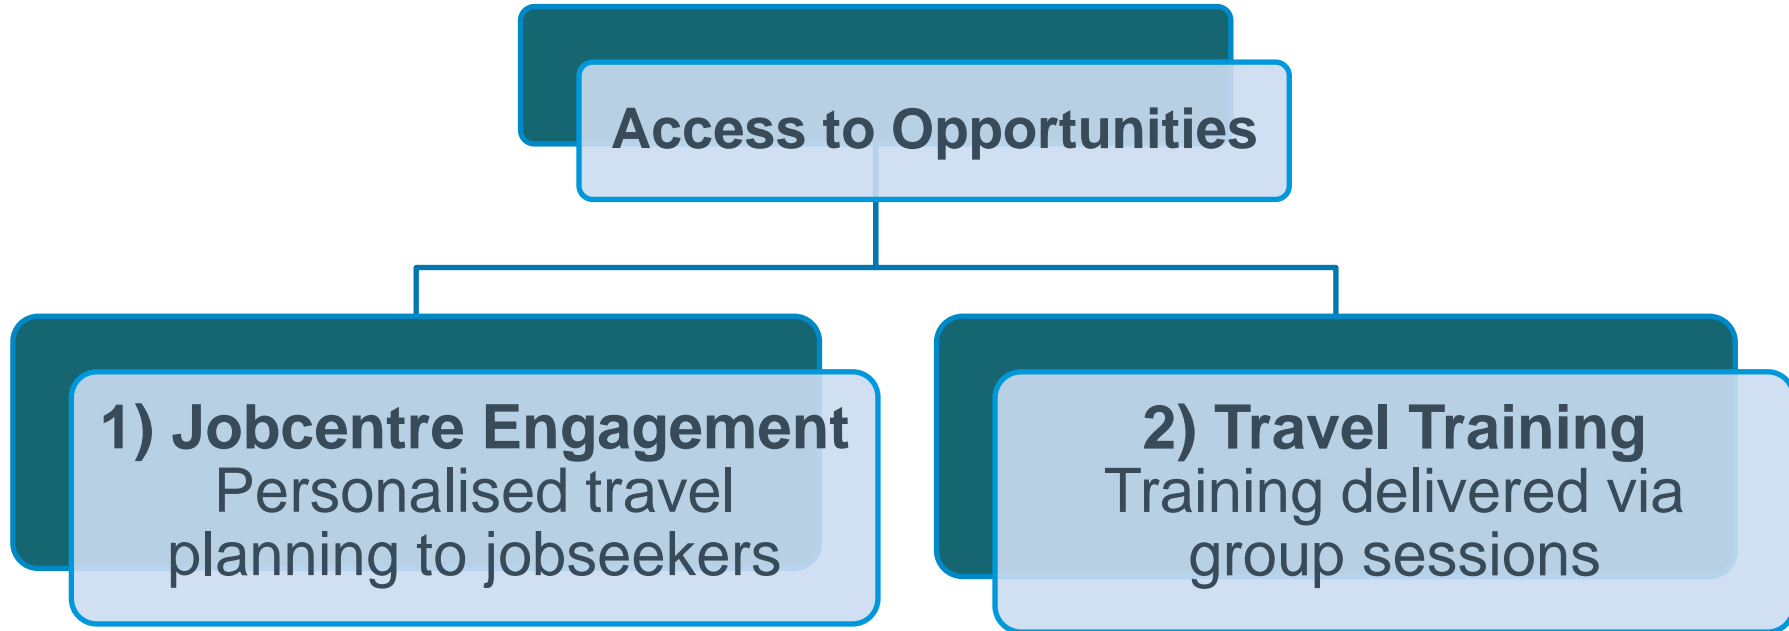 Access to Opportunities
1) Jobcentre Engagement
Personalised travel
planning to jobseekers
2) Travel Training
Training delivered via
group sessions